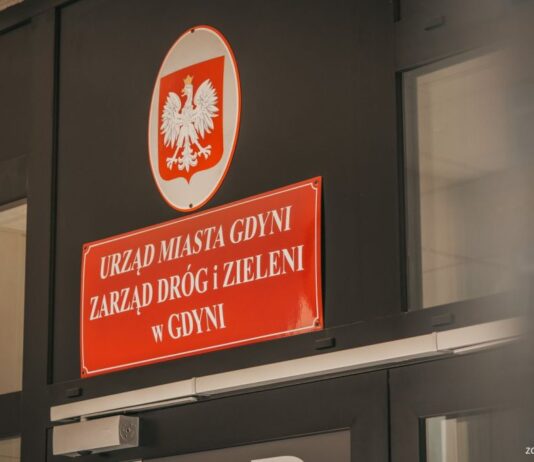 URZĄD MIASTA GDYNI
ZARZĄD DRÓG i ZIELENI
w GDYNI